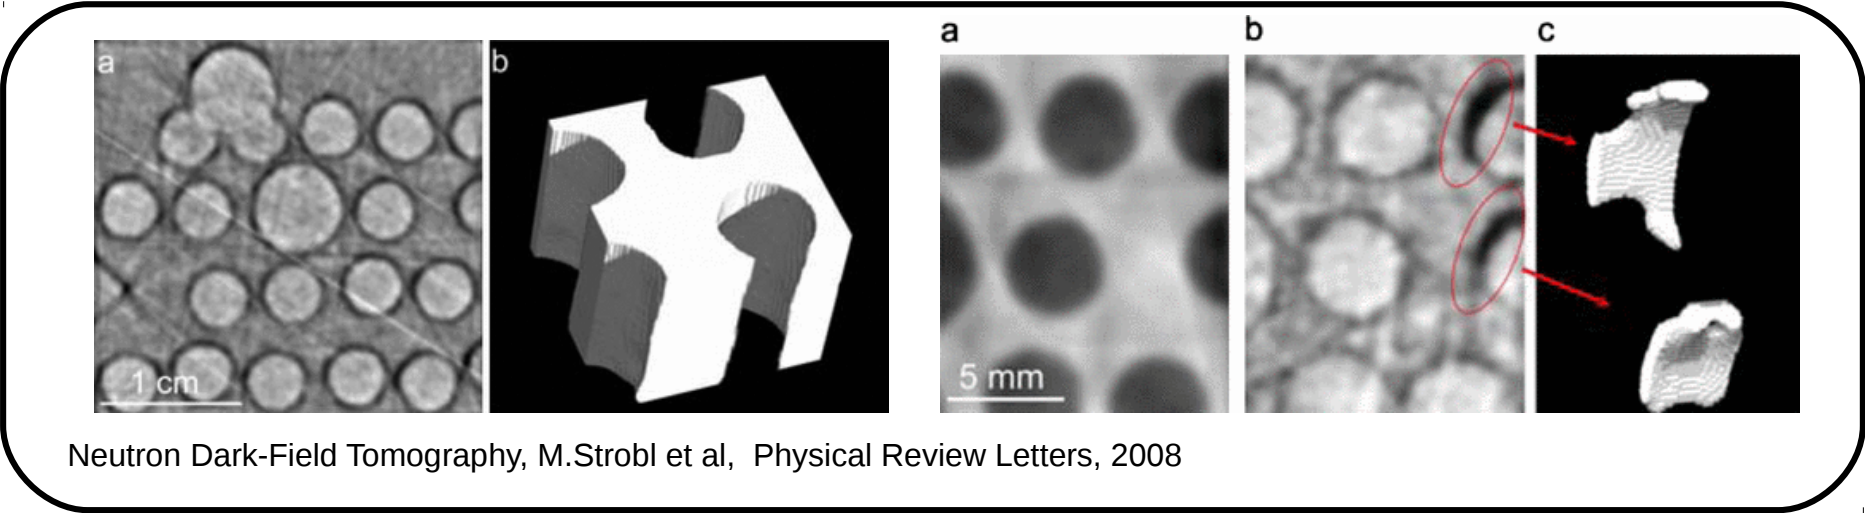 a
b
1 cm
a
b
c
5 mm
Neutron Dark-Field Tomography, M.Strobl et al,  Physical Review Letters, 2008